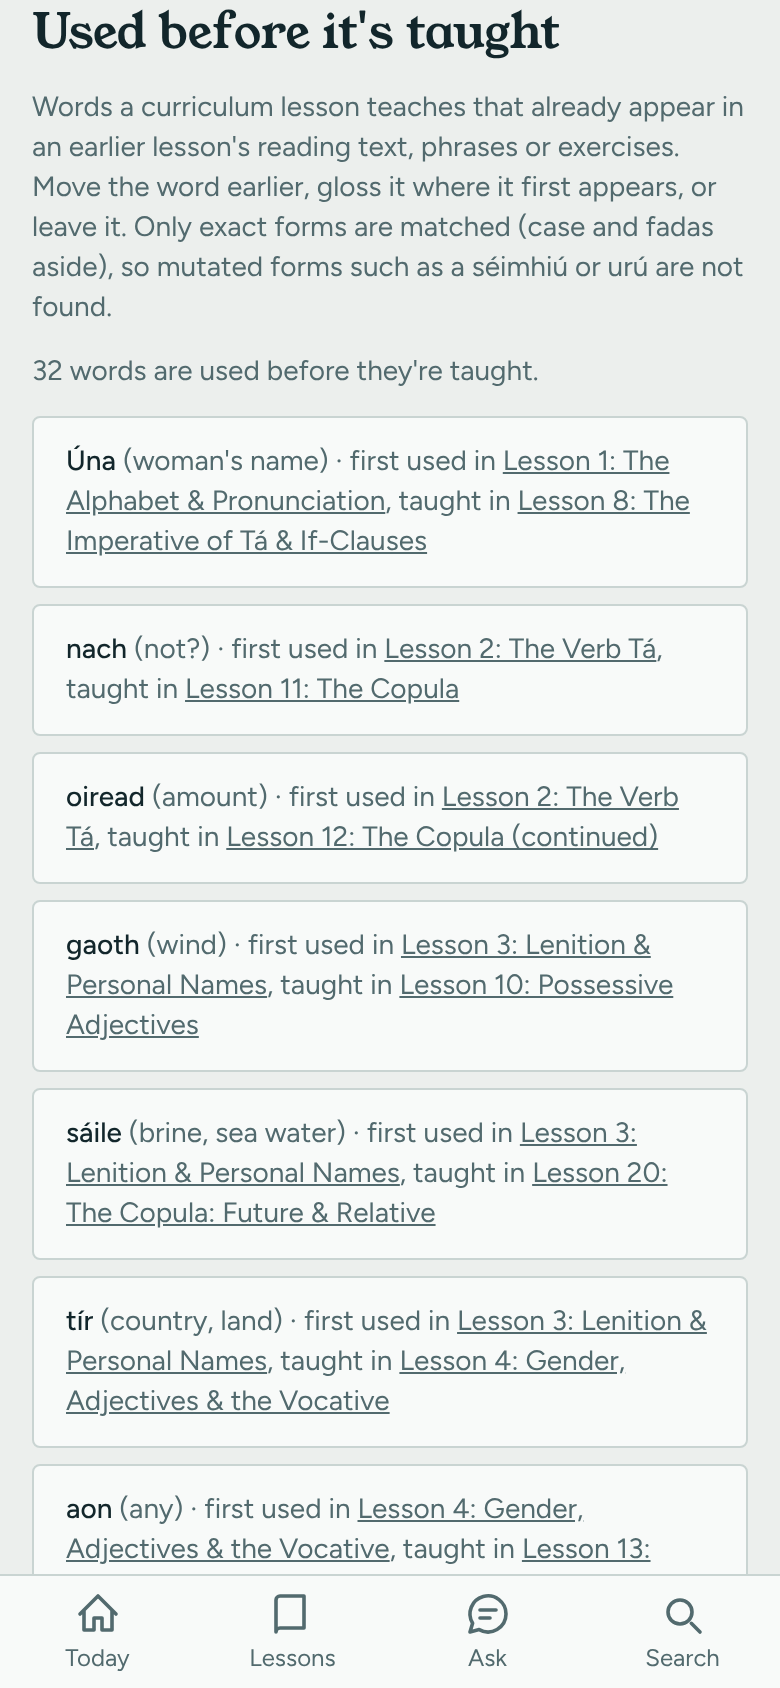 Used before it's taught
Words a curriculum lesson teaches that already appear in
an earlier lesson's reading text, phrases or exercises.
Move the word earlier, gloss it where it first appears, or
leave it. Only exact forms are matched (case and fadas
aside), so mutated forms such as a séimhiú or urú are not
found.
32 words are used before they're taught.
Úna (woman's name) · first used in Lesson 1: The
Alphabet & Pronunciation, taught in Lesson 8: The
Imperative of Tá & If-Clauses
nach (not?) · first used in Lesson 2: The Verb Tá,
taught in Lesson 11: The Copula
oiread (amount) · first used in Lesson 2: The Verb
Tá, taught in Lesson 12: The Copula (continued)
gaoth (wind) · first used in Lesson 3: Lenition &
Personal Names, taught in Lesson 10: Possessive
Adjectives
sáile (brine, sea water) · first used in Lesson 3:
Lenition & Personal Names, taught in Lesson 20:
The Copula: Future & Relative
tír (country, land) · first used in Lesson 3: Lenition &
Personal Names, taught in Lesson 4: Gender,
Adjectives & the Vocative
aon (any) · first used in Lesson 4: Gender,
Adjectives & the Vocative, taught in Lesson 13:
Today
Lessons
Ask
Search